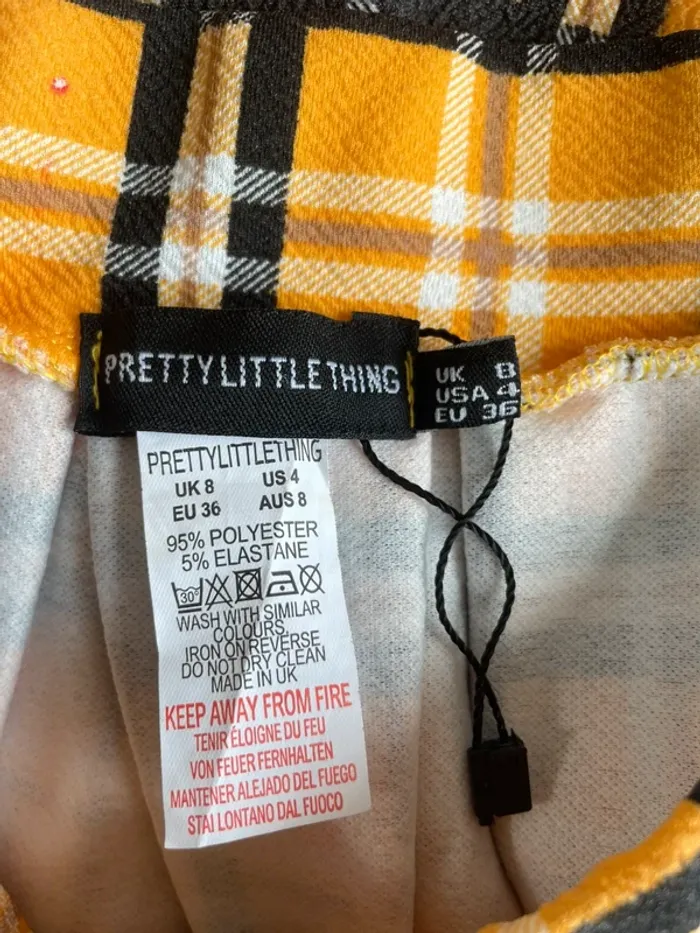 PRETTYLITTLETHING
UK 8
USA 4
EU 36
PRETTYLITTLETHING
UK 8 US 4
EU 36 AUS 8
95% POLYESTER
5% ELASTANE
30°
WASH WITH SIMILAR
COLOURS,
IRON ON REVERSE
DO NOT DRY CLEAN
MADE IN UK
KEEP AWAY FROM FIRE
TENIR ÉLOIGNE DU FEU
VON FEUER FERNHALTEN
MANTENER ALEJADO DEL FUEGO
STAI LONTANO DAL FUOCO